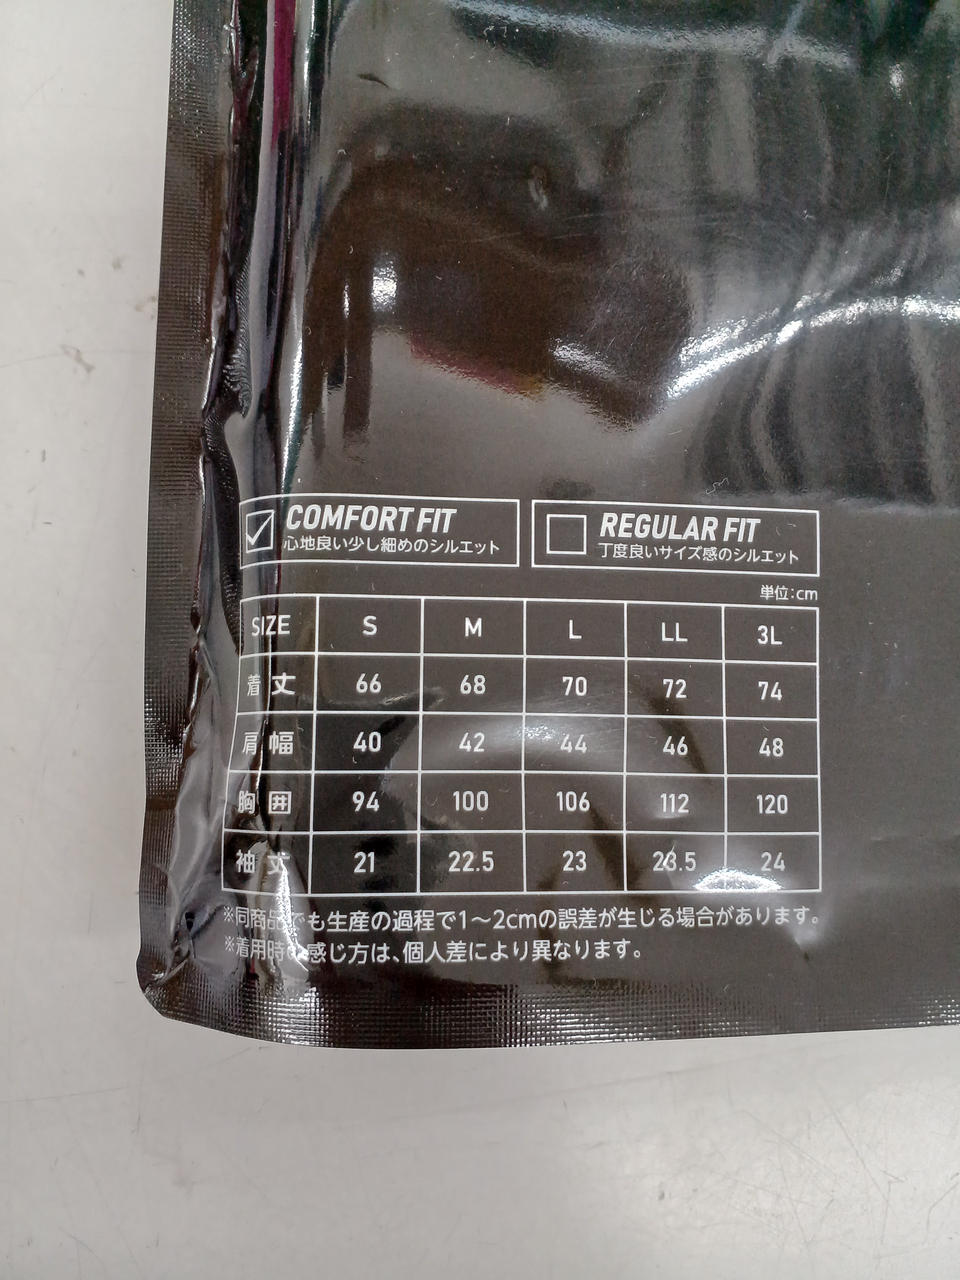 COMFORT FIT
心地良い少し細めのシルエット
REGULAR FIT
丁度良いサイズ感のシルエット
単位:cm
SIZE S M L LL 3L
着丈 66 68 70 72 74
肩幅 40 42 44 46 48
胸囲 94 100 106 112 120
袖丈 21 22.5 23 23.5 24
※同商品でも生産の過程で1～2cmの誤差が生じる場合があります。
※着用時の感じ方は、個人差により異なります。